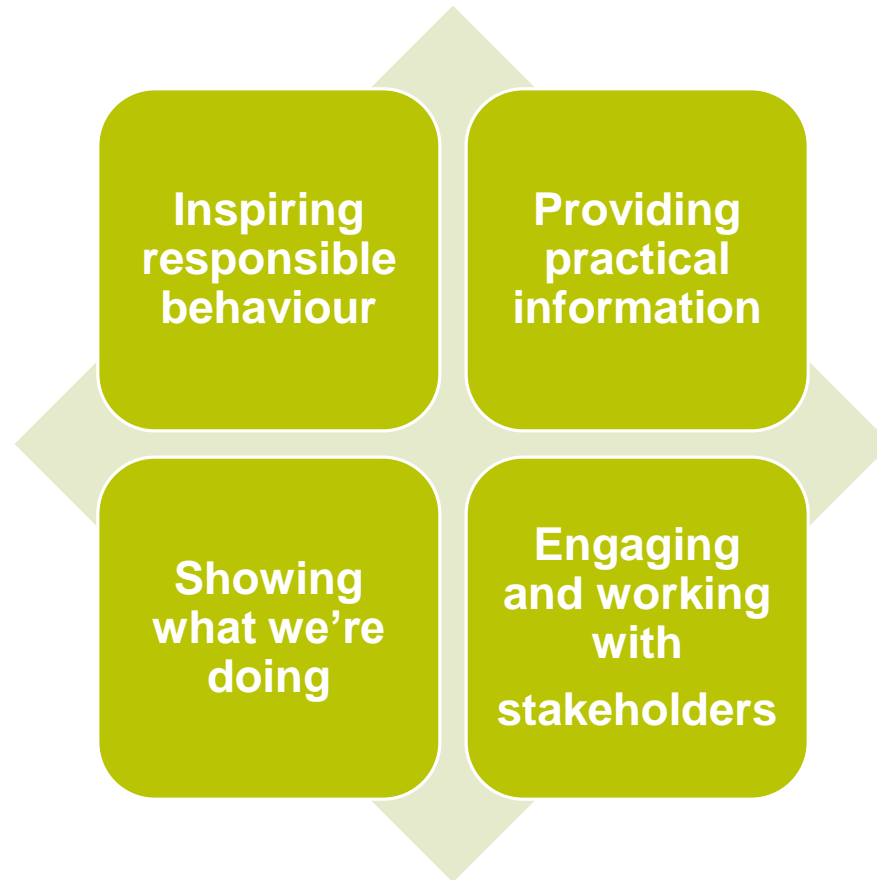 Inspiring
responsible
behaviour
Providing
practical
information
Showing
what we’re
doing
Engaging
and working
with
stakeholders